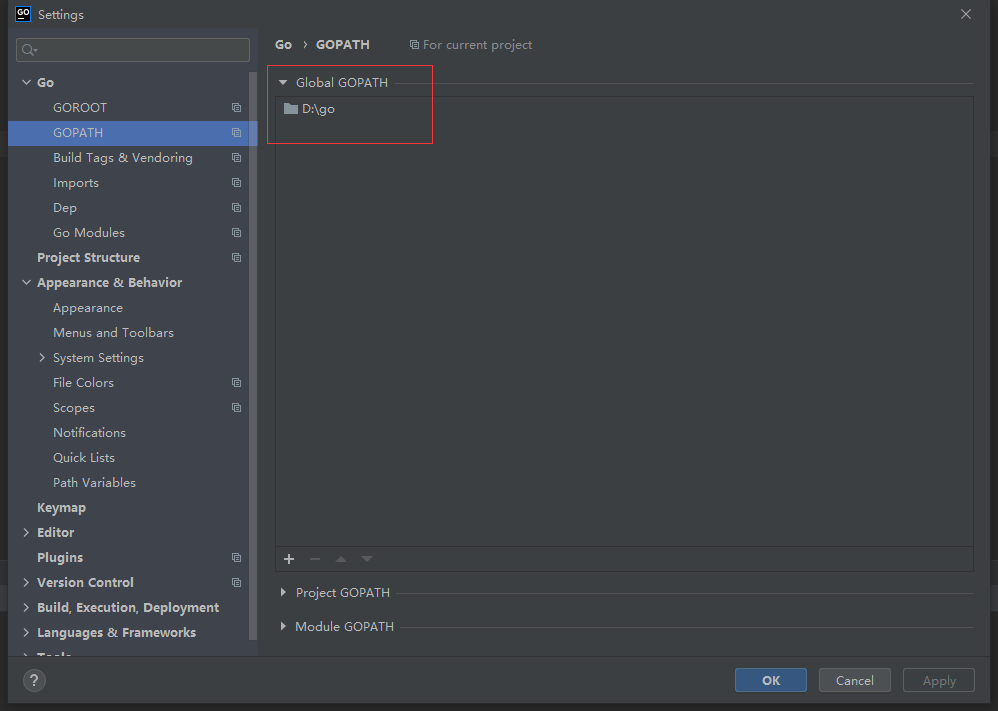 GO Settings
Go › GOPATH For current project
Go
GOROOT
GOPATH
Build Tags & Vendoring
Imports
Dep
Go Modules
Project Structure
Appearance & Behavior
Appearance
Menus and Toolbars
System Settings
File Colors
Scopes
Notifications
Quick Lists
Path Variables
Keymap
Editor
Plugins
Version Control
Build, Execution, Deployment
Languages & Frameworks
Tools
Global GOPATH
D:\go
Project GOPATH
Module GOPATH
?
OK
Cancel
Apply